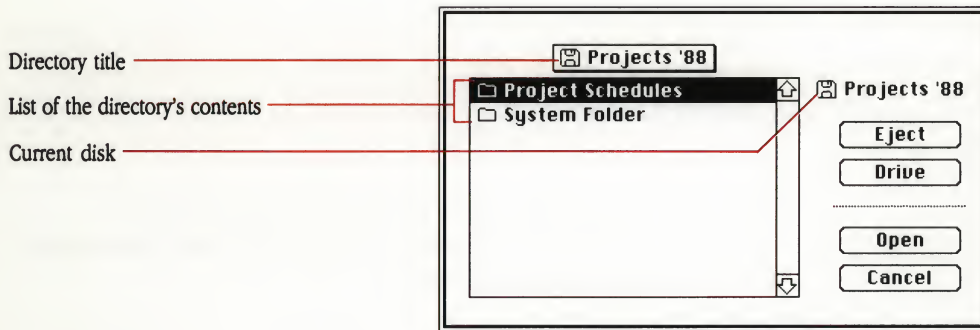 Directory title
List of the directory's contents
Current disk
Projects '88
Project Schedules
System Folder
Projects '88
Eject
Drive
Open
Cancel